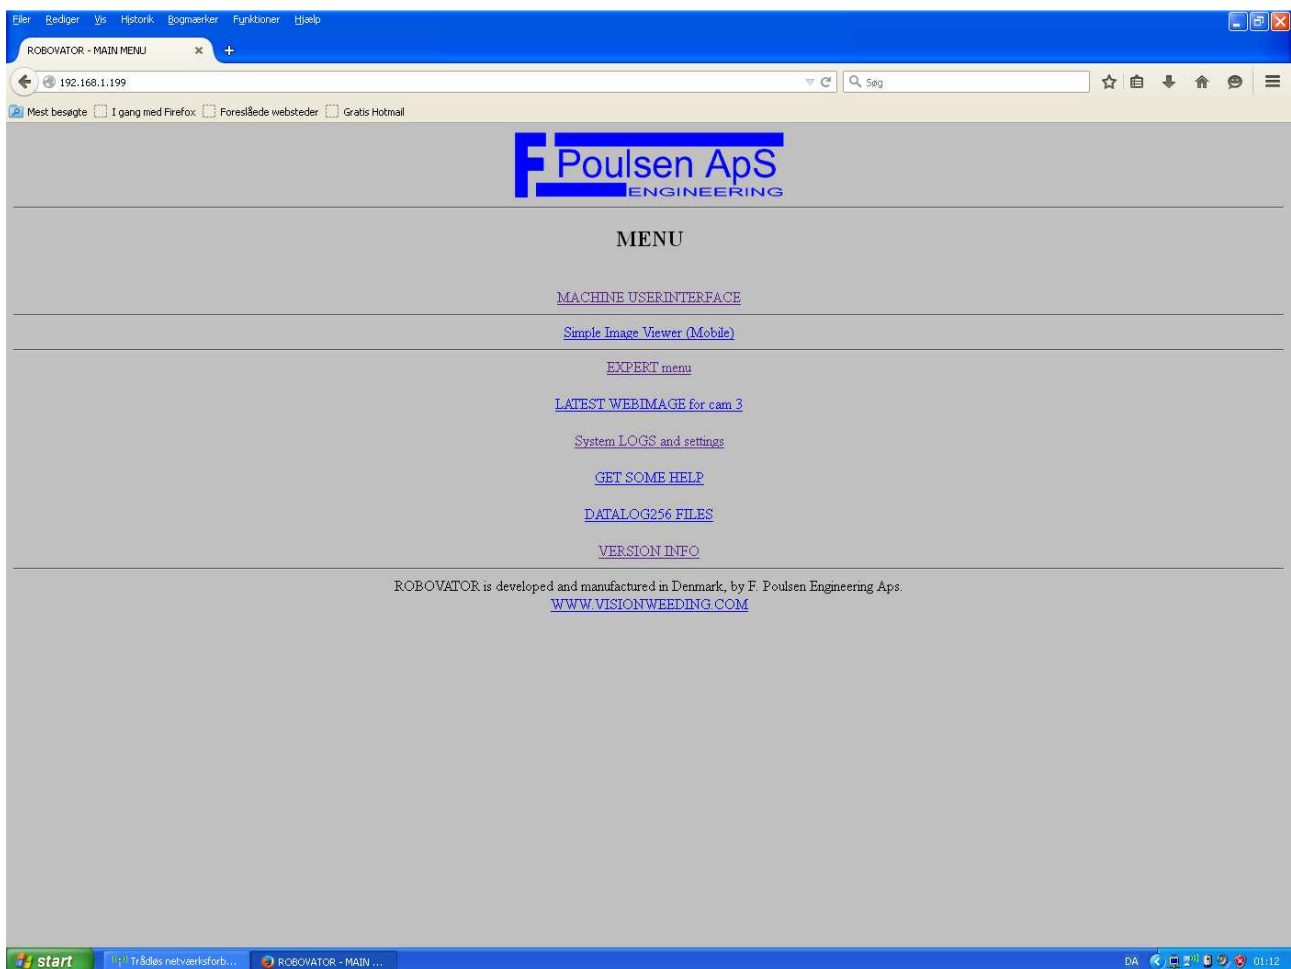 Filer Rediger Vis Historik Bogmærker Funktioner Hjælp
ROBOVATOR - MAIN MENU
192.168.1.199
Søg
Mest besøgte I gang med Firefox Foreslåede websteder Gratis Hotmail
F Poulsen ApS
ENGINEERING
MENU
MACHINE USERINTERFACE
Simple Image Viewer (Mobile)
EXPERT menu
LATEST WEBIMAGE for cam 3
System LOGS and settings
GET SOME HELP
DATALOG256 FILES
VERSION INFO
ROBOVATOR is developed and manufactured in Denmark, by F. Poulsen Engineering Aps.
WWW.VISIONWEEDING.COM
start Trådløs netværksforb... ROBOVATOR - MAIN ... DA 01:12